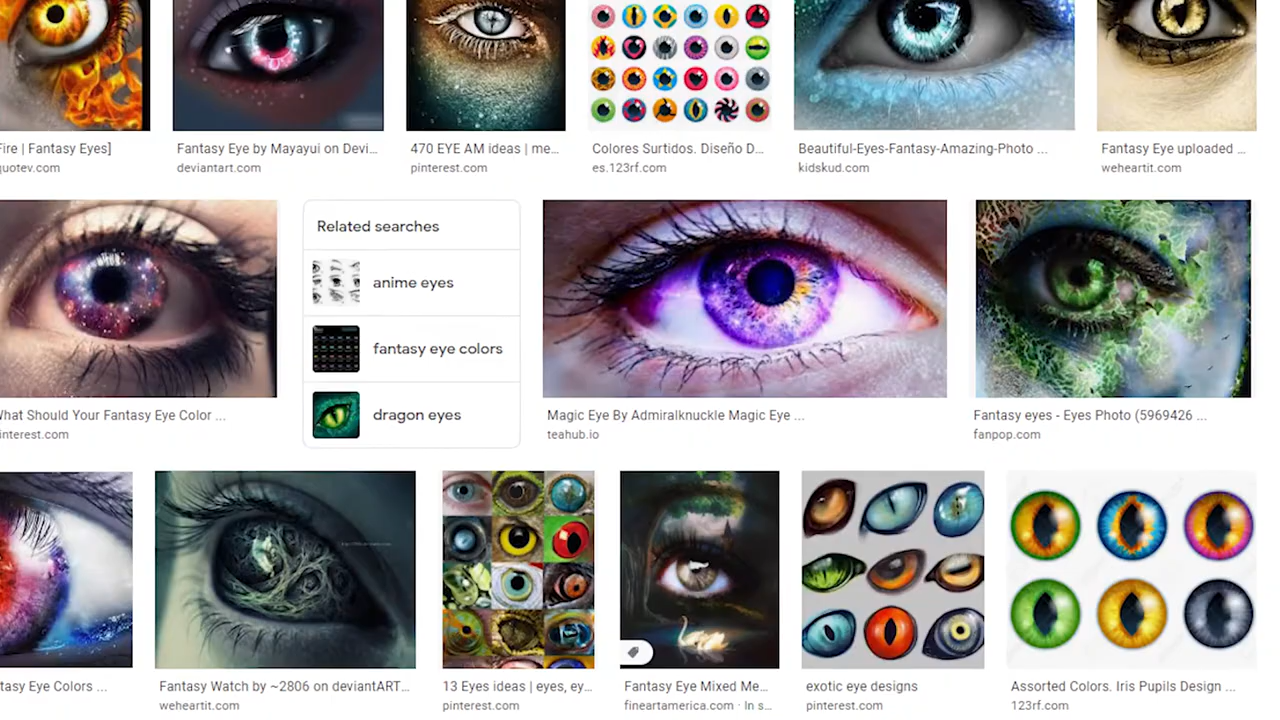 Fire | Fantasy Eyes]
quotev.com
Fantasy Eye by Mayayui on Devi...
deviantart.com
470 EYE AM ideas | me...
pinterest.com
Colores Surtidos. Diseño D...
es.123rf.com
Beautiful-Eyes-Fantasy-Amazing-Photo ...
kidskud.com
Fantasy Eye uploaded ...
weheartit.com
What Should Your Fantasy Eye Color ...
interest.com
Related searches
anime eyes
fantasy eye colors
dragon eyes
Magic Eye By Admiralknuckle Magic Eye ...
teahub.io
Fantasy eyes - Eyes Photo (5969426 ...
fanpop.com
tasy Eye Colors ...
Fantasy Watch by ~2806 on deviantART...
weheartit.com
13 Eyes ideas | eyes, ey...
pinterest.com
Fantasy Eye Mixed Me...
fineartamerica.com · In s...
exotic eye designs
pinterest.com
Assorted Colors. Iris Pupils Design ...
123rf.com